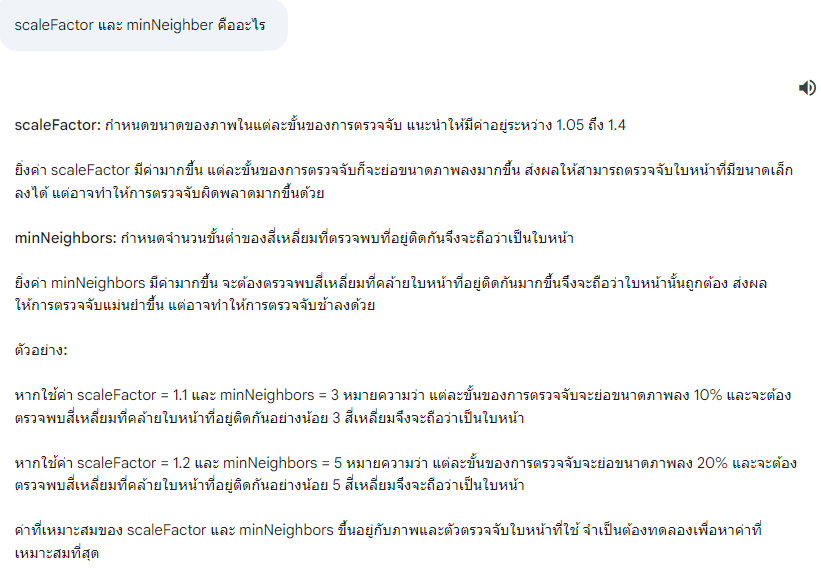 scaleFactor และ minNeighber คืออะไร
scaleFactor: กำหนดขนาดของภาพในแต่ละขั้นของการตรวจจับ แนะนำให้มีค่าอยู่ระหว่าง 1.05 ถึง 1.4
ยิ่งค่า scaleFactor มีค่ามากขึ้น แต่ละขั้นของการตรวจจับก็จะย่อขนาดภาพลงมากขึ้น ส่งผลให้สามารถตรวจจับใบหน้าที่มีขนาดเล็ก
ลงได้ แต่อาจทำให้การตรวจจับผิดพลาดมากขึ้นด้วย
minNeighbors: กำหนดจำนวนขั้นต่ำของสี่เหลี่ยมที่ตรวจพบที่อยู่ติดกันจึงจะถือว่าเป็นใบหน้า
ยิ่งค่า minNeighbors มีค่ามากขึ้น จะต้องตรวจพบสี่เหลี่ยมที่คล้ายใบหน้าที่อยู่ติดกันมากขึ้นจึงจะถือว่าใบหน้านั้นถูกต้อง ส่งผล
ให้การตรวจจับแม่นยำขึ้น แต่อาจทำให้การตรวจจับช้าลงด้วย
ตัวอย่าง:
หากใช้ค่า scaleFactor = 1.1 และ minNeighbors = 3 หมายความว่า แต่ละขั้นของการตรวจจับจะย่อขนาดภาพลง 10% และจะต้อง
ตรวจพบสี่เหลี่ยมที่คล้ายใบหน้าที่อยู่ติดกันอย่างน้อย 3 สี่เหลี่ยมจึงจะถือว่าเป็นใบหน้า
หากใช้ค่า scaleFactor = 1.2 และ minNeighbors = 5 หมายความว่า แต่ละขั้นของการตรวจจับจะย่อขนาดภาพลง 20% และจะต้อง
ตรวจพบสี่เหลี่ยมที่คล้ายใบหน้าที่อยู่ติดกันอย่างน้อย 5 สี่เหลี่ยมจึงจะถือว่าเป็นใบหน้า
ค่าที่เหมาะสมของ scaleFactor และ minNeighbors ขึ้นอยู่กับภาพและตัวตรวจจับใบหน้าที่ใช้ จำเป็นต้องทดลองเพื่อหาค่าที่
เหมาะสมที่สุด